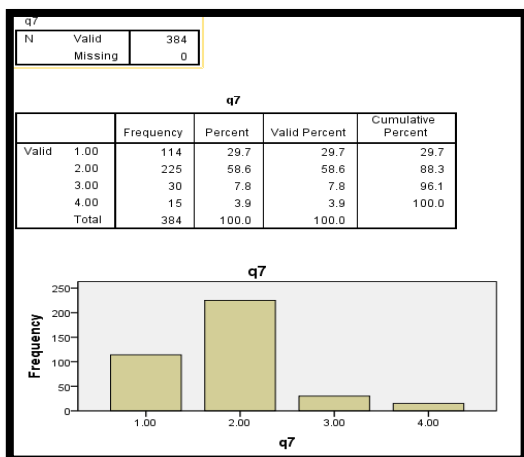 q7
N Valid 384
Missing 0
q7
Frequency Percent Valid Percent Cumulative Percent
Valid 1.00 114 29.7 29.7 29.7
2.00 225 58.6 58.6 88.3
3.00 30 7.8 7.8 96.1
4.00 15 3.9 3.9 100.0
Total 384 100.0 100.0
q7
Frequency
250
200
150
100
50
0
1.00 2.00 3.00 4.00
q7